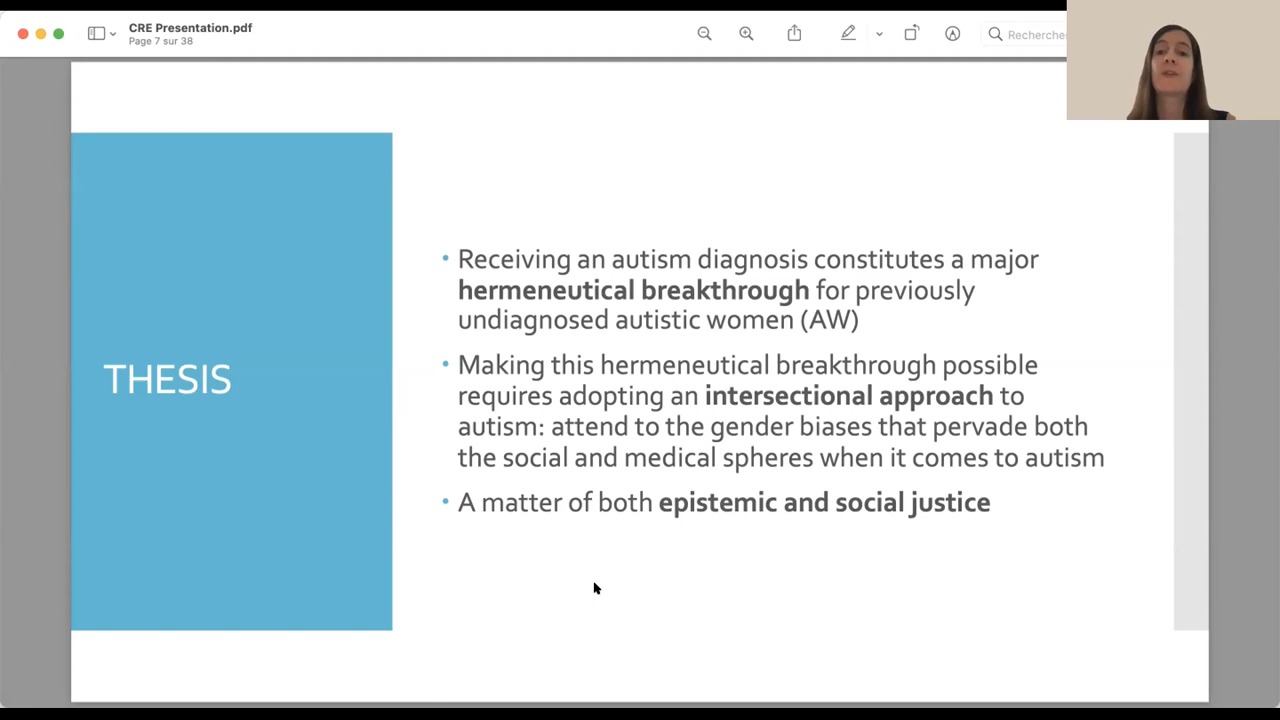 CRE Presentation.pdf
Page 7 sur 38
Recherche
THESIS
• Receiving an autism diagnosis constitutes a major
hermeneutical breakthrough for previously
undiagnosed autistic women (AW)
• Making this hermeneutical breakthrough possible
requires adopting an intersectional approach to
autism: attend to the gender biases that pervade both
the social and medical spheres when it comes to autism
• A matter of both epistemic and social justice